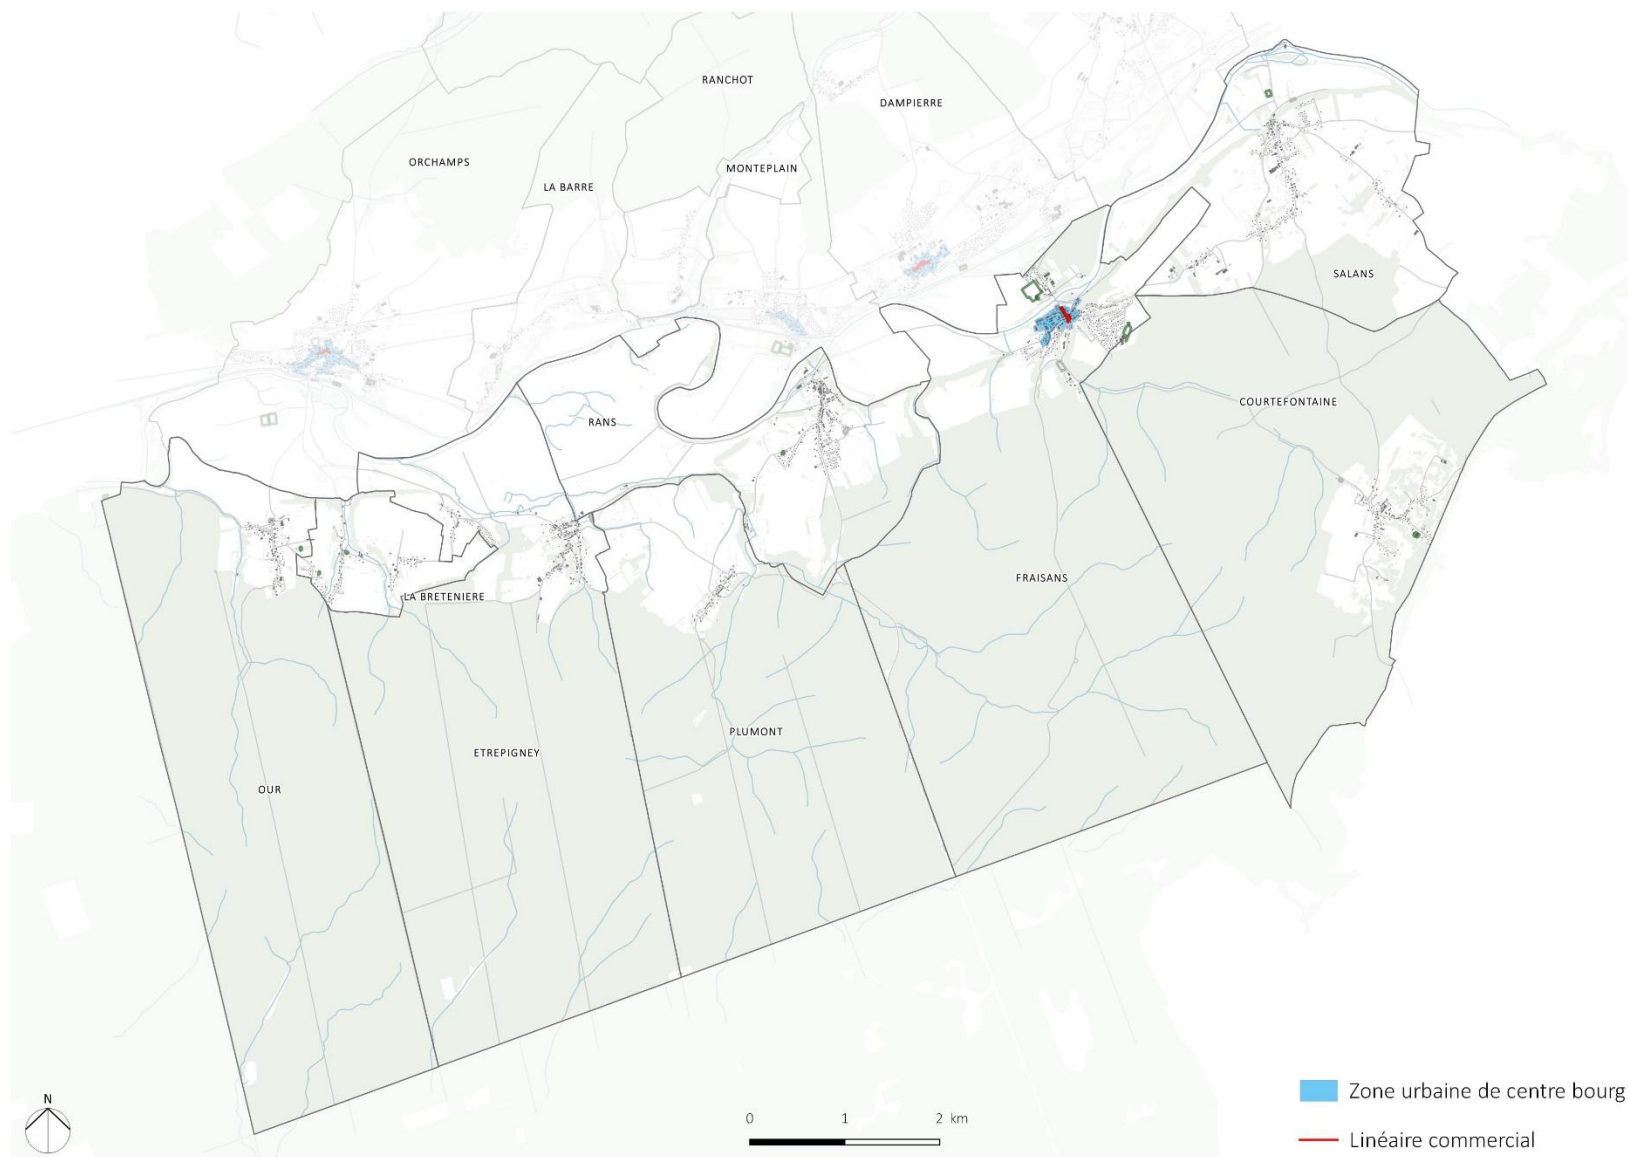 RANCHOT
DAMPIERRE
ORCHAMPS
MONTEPLAIN
LA BARRE
SALANS
COURTEFONTAINE
RANS
FRAISANS
LA BRETENIERE
PLUMONT
ETREPIGNEY
OUR
N
0 1 2 km
Zone urbaine de centre bourg
Linéaire commercial